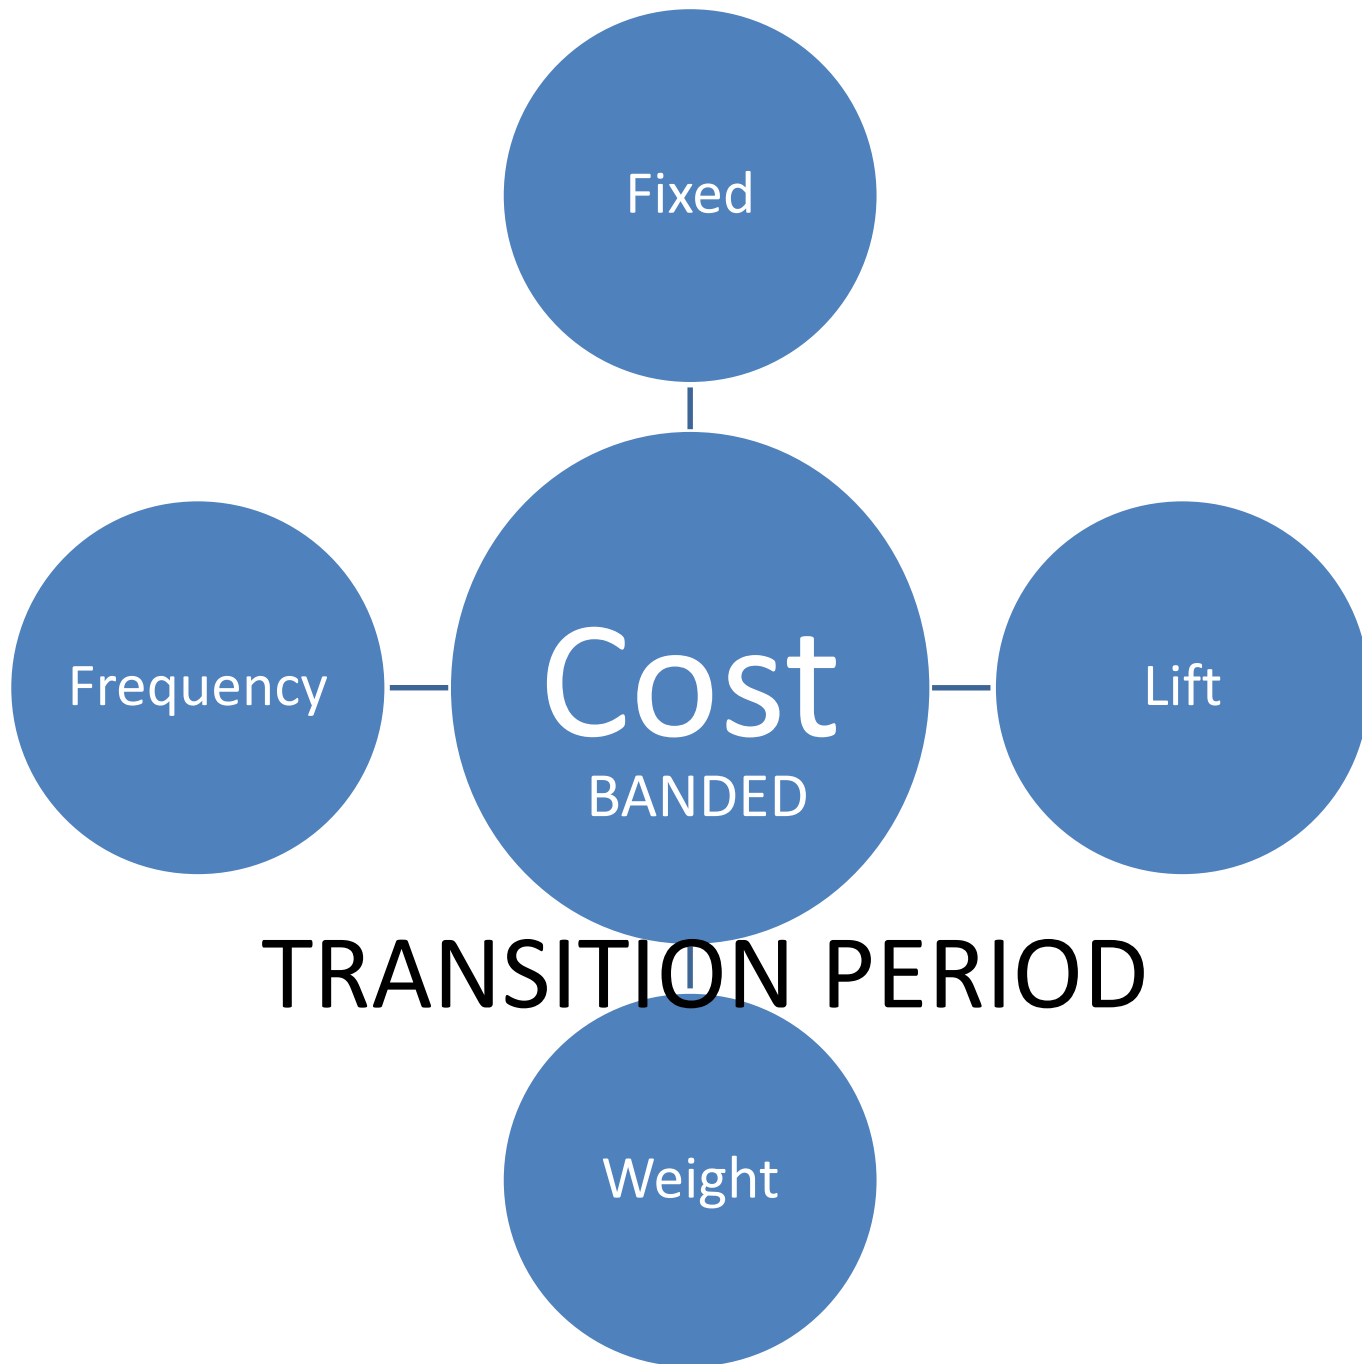 Fixed
Frequency
Cost
BANDED
Lift
TRANSITION PERIOD
Weight